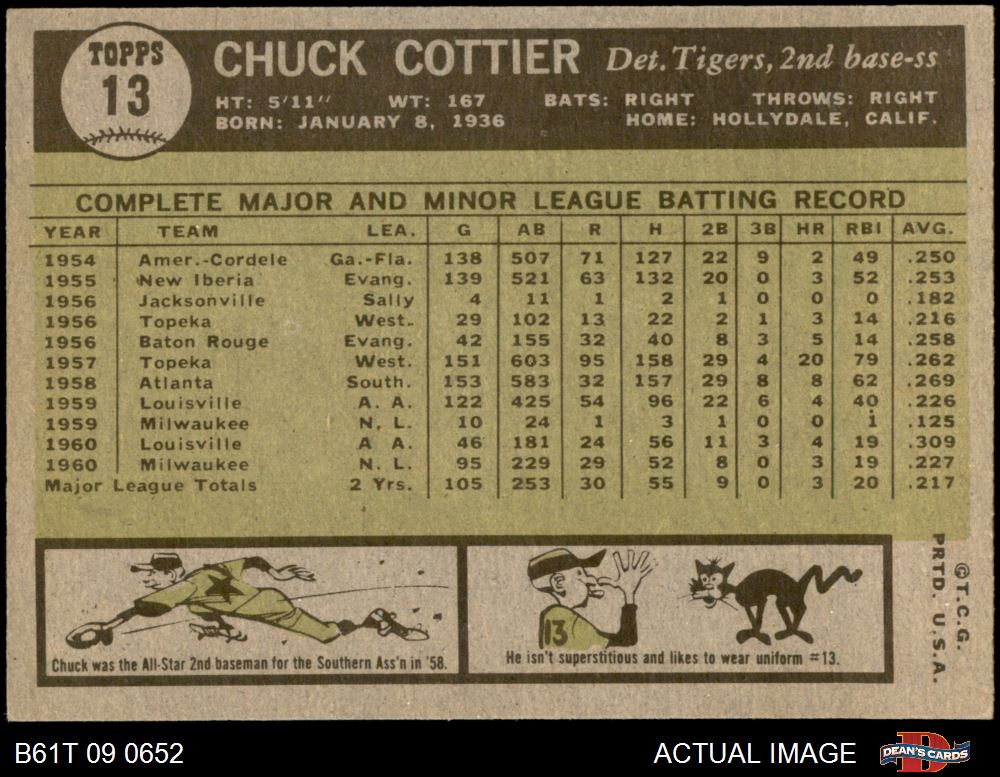 TOPPS
13
CHUCK COTTIER Det. Tigers, 2nd base-ss
HT: 5'11" WT: 167 BATS: RIGHT THROWS: RIGHT
BORN: JANUARY 8, 1936 HOME: HOLLYDALE, CALIF.
COMPLETE MAJOR AND MINOR LEAGUE BATTING RECORD
YEAR TEAM LEA. G AB R H 2B 3B HR RBI AVG.
1954 Amer.-Cordele Ga.-Fla. 138 507 71 127 22 9 2 49 .250
1955 New Iberia Evang. 139 521 63 132 20 0 3 52 .253
1956 Jacksonville Sally 4 11 1 2 1 0 0 0 .182
1956 Topeka West. 29 102 13 22 2 1 3 14 .216
1956 Baton Rouge Evang. 42 155 32 40 8 3 5 14 .258
1957 Topeka West. 151 603 95 158 29 4 20 79 .262
1958 Atlanta South. 153 583 32 157 29 8 8 62 .269
1959 Louisville A. A. 122 425 54 96 22 6 4 40 .226
1959 Milwaukee N. L. 10 24 1 3 1 0 0 1 .125
1960 Louisville A A. 46 181 24 56 11 3 4 19 .309
1960 Milwaukee N. L. 95 229 29 52 8 0 3 19 .227
Major League Totals 2 Yrs. 105 253 30 55 9 0 3 20 .217
Chuck was the All-Star 2nd baseman for the Southern Ass'n in '58.
13
He isn't superstitious and likes to wear uniform #13.
©T.C.G.
PRTD. U.S.A.
B61T 09 0652
ACTUAL IMAGE
D
DEAN'S CARDS